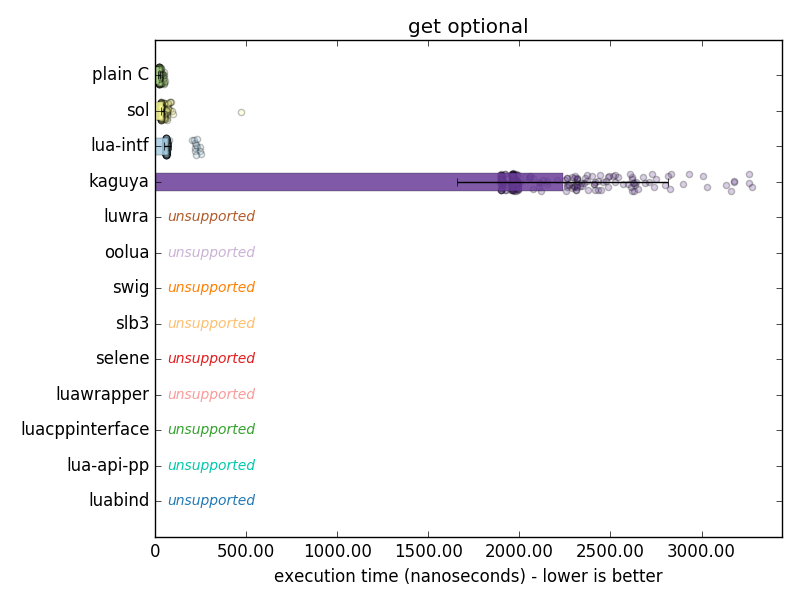 get optional
plain C
sol
lua-intf
kaguya
luwra unsupported
oolua unsupported
swig unsupported
slb3 unsupported
selene unsupported
luawrapper unsupported
luacppinterface unsupported
lua-api-pp unsupported
luabind unsupported
0 500.00 1000.00 1500.00 2000.00 2500.00 3000.00
execution time (nanoseconds) - lower is better